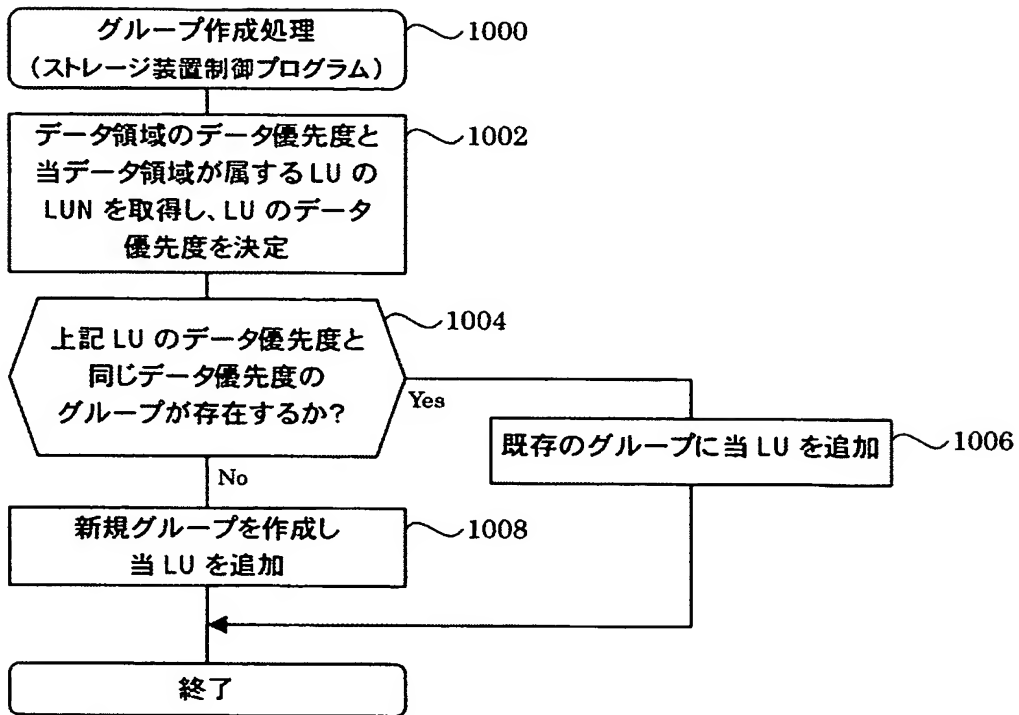 グループ作成処理
(ストレージ装置制御プログラム)
1000
データ領域のデータ優先度と
当データ領域が属するLUの
LUNを取得し、LUのデータ
優先度を決定
1002
上記LUのデータ優先度と
同じデータ優先度の
グループが存在するか?
1004
Yes
既存のグループに当LUを追加
1006
No
新規グループを作成し
当LUを追加
1008
終了